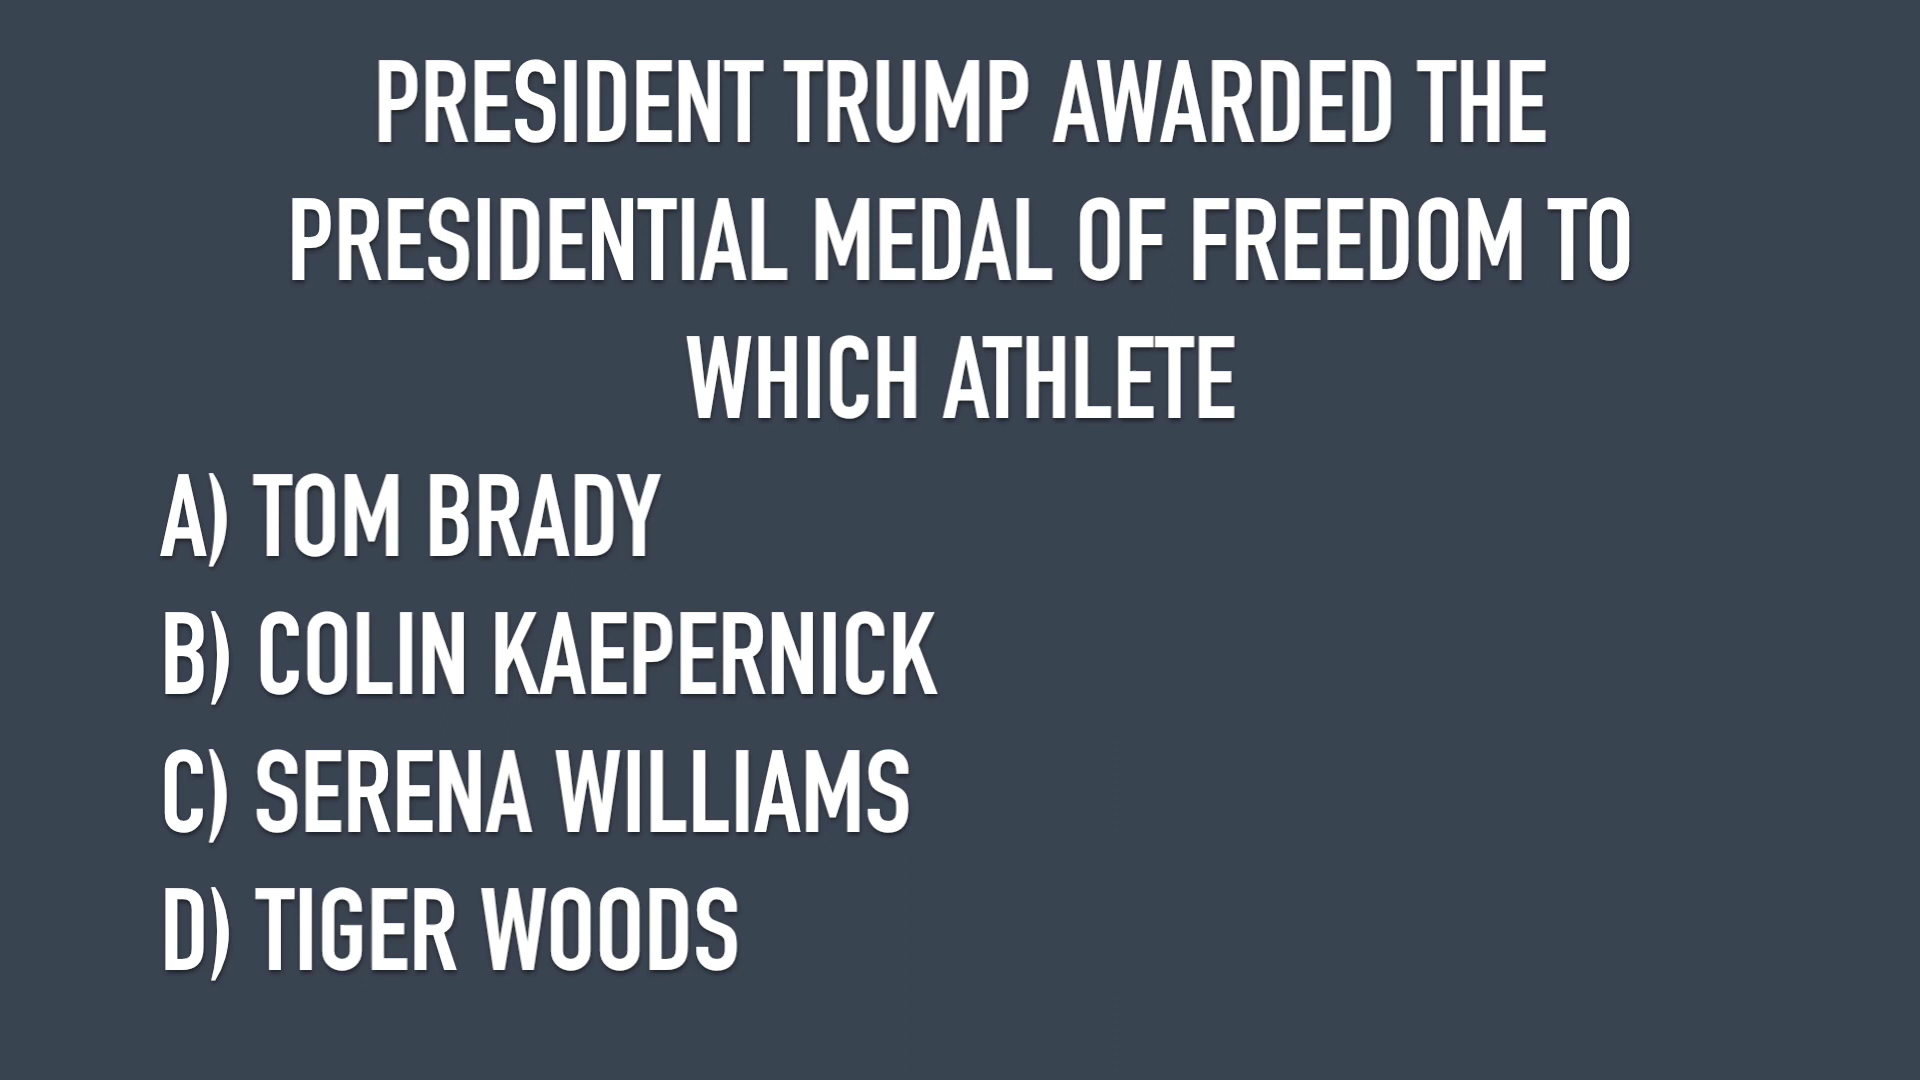 PRESIDENT TRUMP AWARDED THE
PRESIDENTIAL MEDAL OF FREEDOM TO
WHICH ATHLETE
A) TOM BRADY
B) COLIN KAEPERNICK
C) SERENA WILLIAMS
D) TIGER WOODS